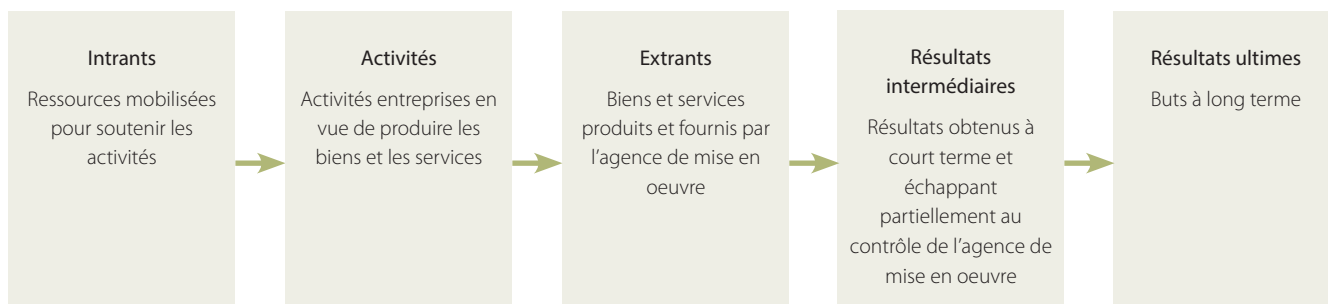 Intrants
Ressources mobilisées
pour soutenir les
activités
Activités
Activités entreprises en
vue de produire les
biens et les services
Extrants
Biens et services
produits et fournis par
l’agence de mise en
oeuvre
Résultats
intermédiaires
Résultats obtenus à
court terme et
échappant
partiellement au
contrôle de l’agence de
mise en oeuvre
Résultats ultimes
Buts à long terme